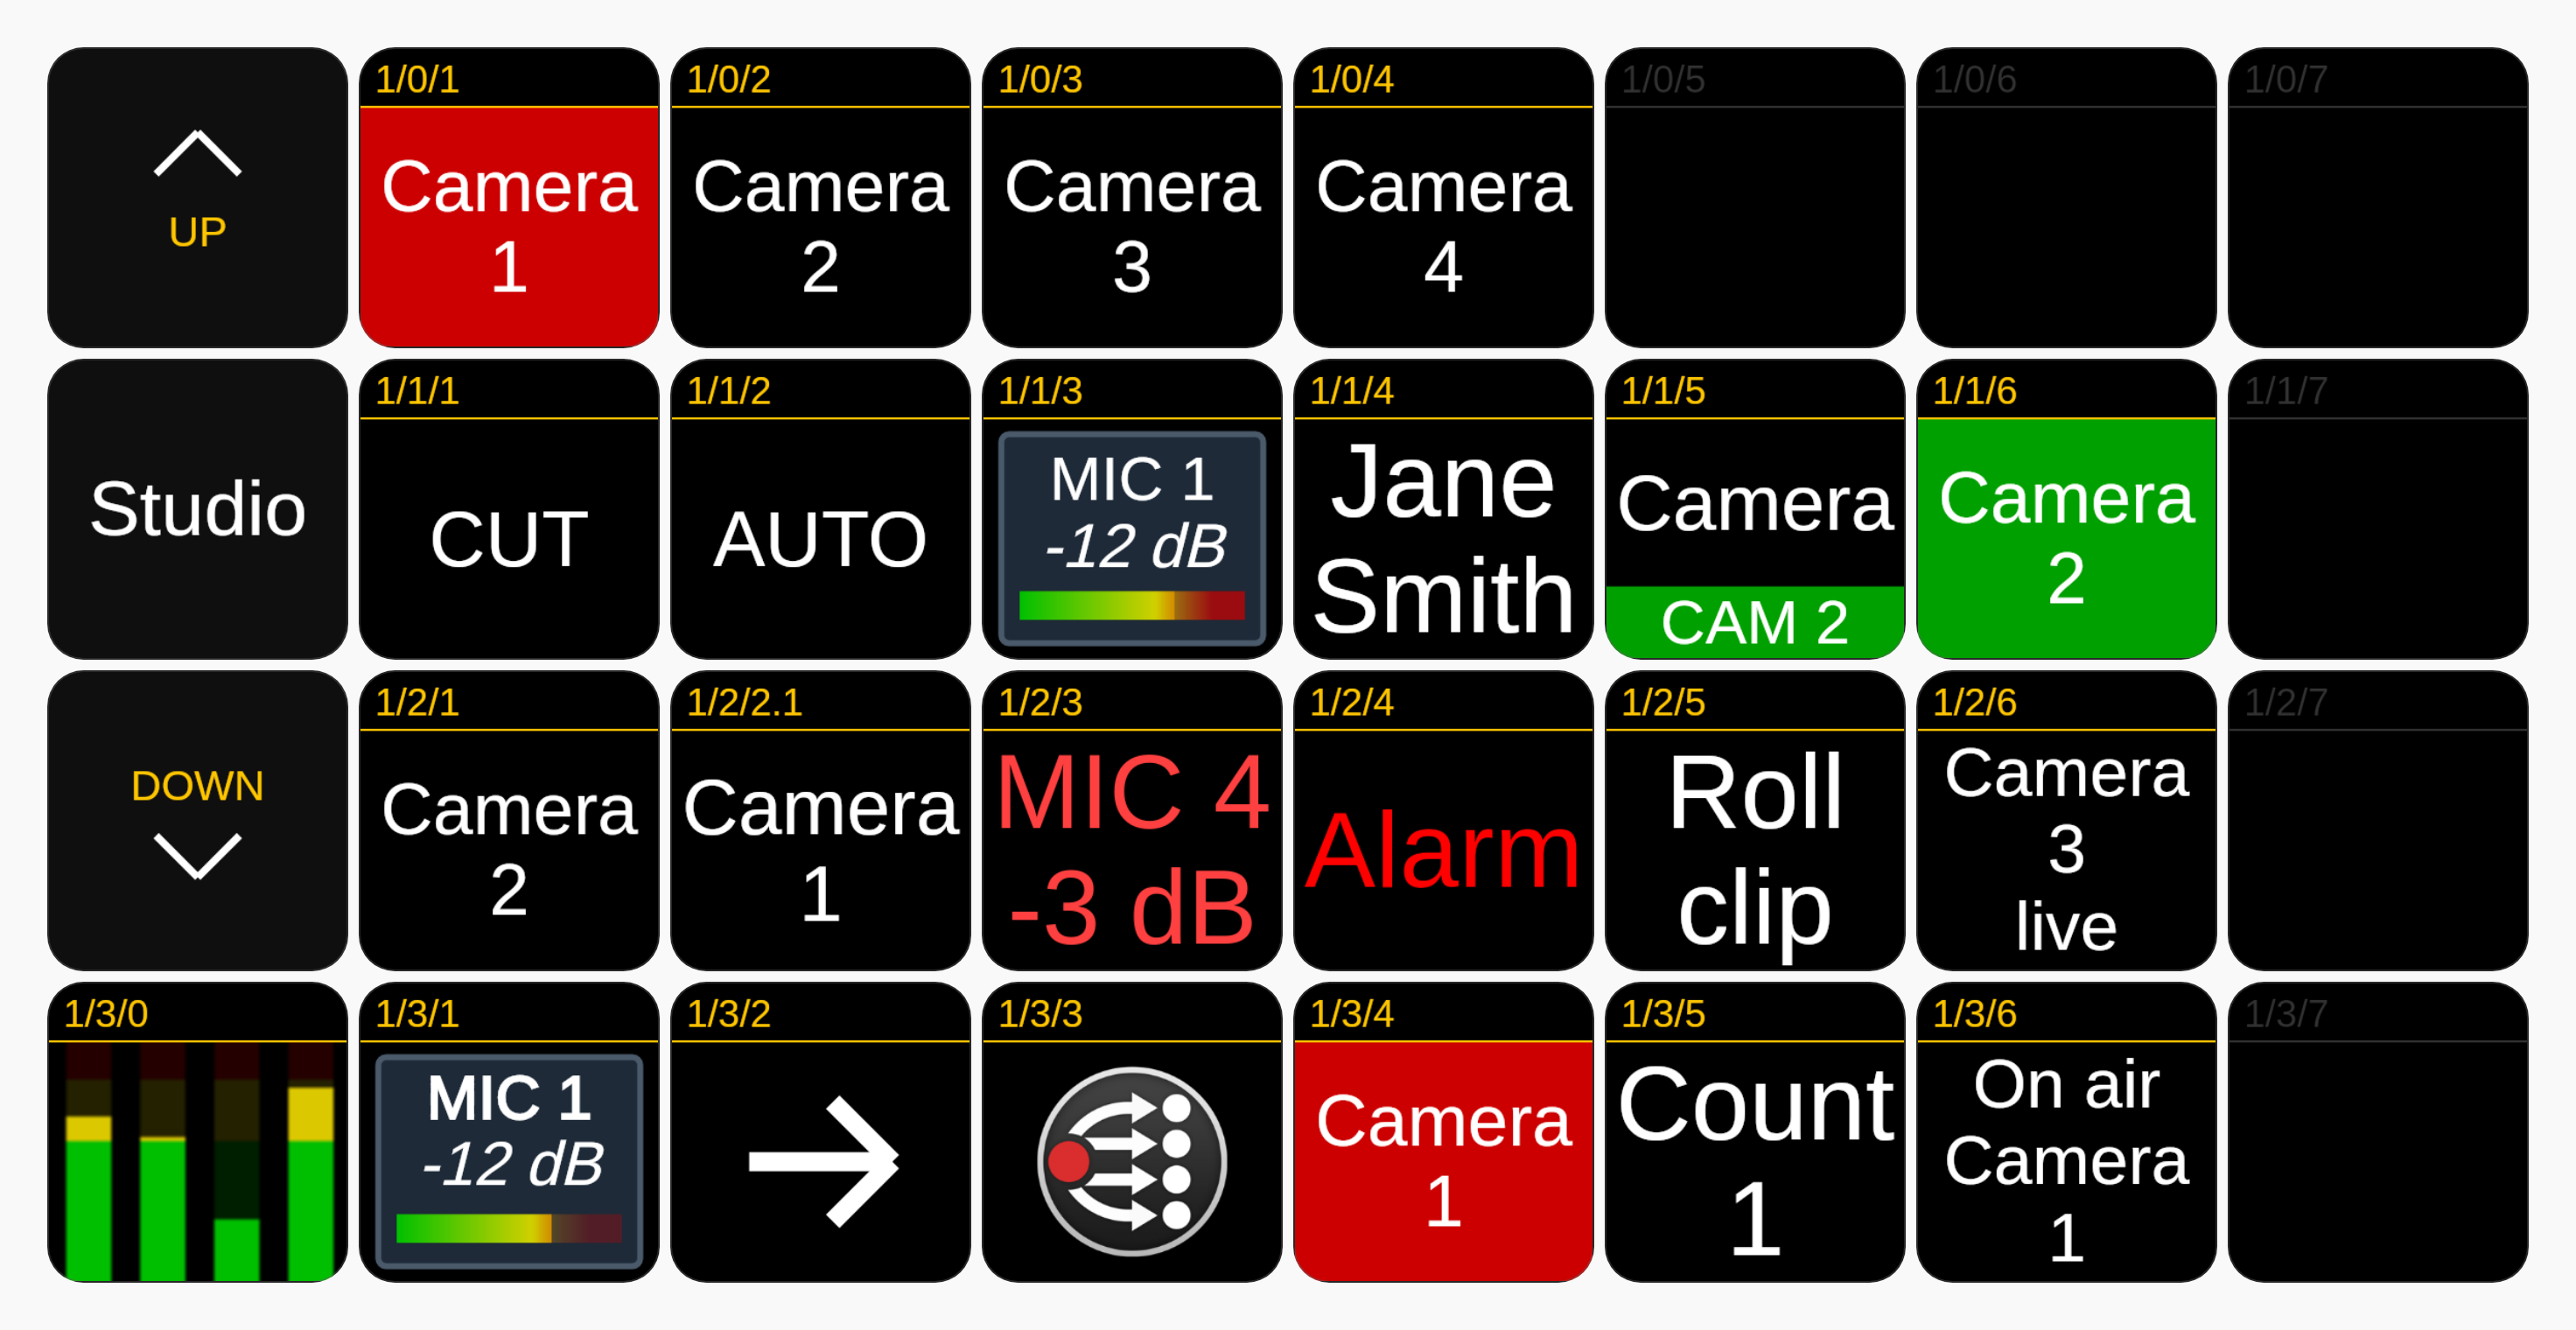 UP
1/0/1
Camera
1
1/0/2
Camera
2
1/0/3
Camera
3
1/0/4
Camera
4
1/0/5
1/0/6
1/0/7
Studio
1/1/1
CUT
1/1/2
AUTO
1/1/3
MIC 1
-12 dB
1/1/4
Jane
Smith
1/1/5
Camera
CAM 2
1/1/6
Camera
2
1/1/7
DOWN
1/2/1
Camera
2
1/2/2.1
Camera
1
1/2/3
MIC 4
-3 dB
1/2/4
Alarm
1/2/5
Roll
clip
1/2/6
Camera
3
live
1/2/7
1/3/0
1/3/1
MIC 1
-12 dB
1/3/2
1/3/3
1/3/4
Camera
1
1/3/5
Count
1
1/3/6
On air
Camera
1
1/3/7